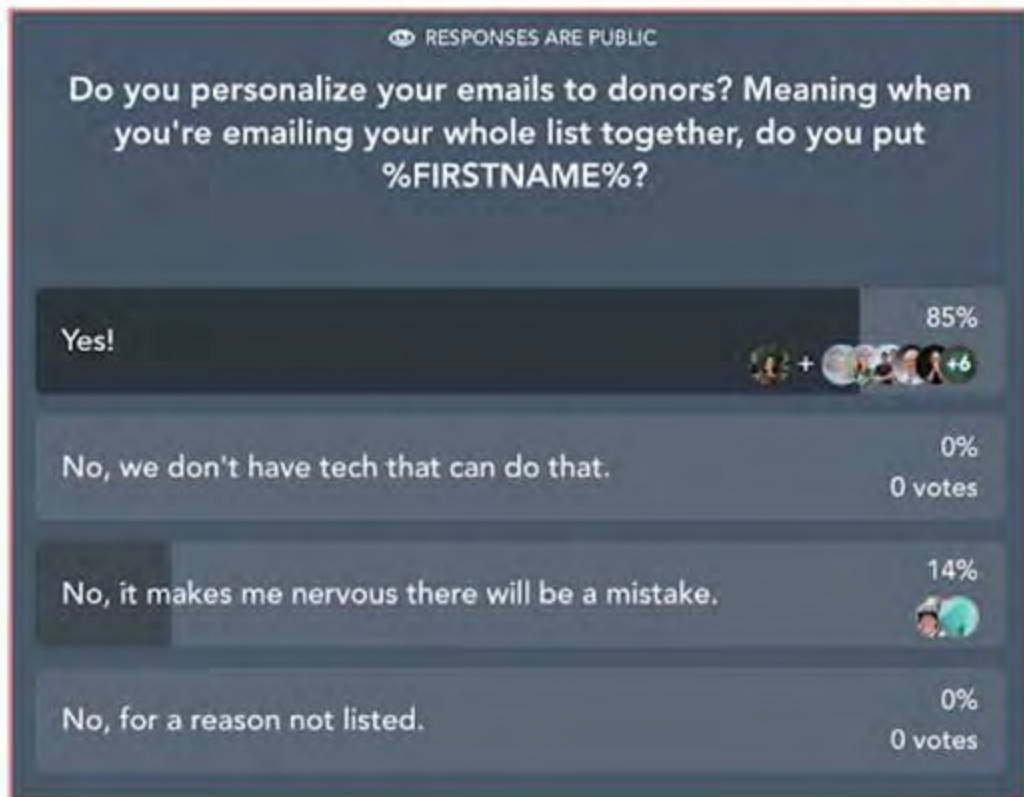 RESPONSES ARE PUBLIC
Do you personalize your emails to donors? Meaning when
you're emailing your whole list together, do you put
%FIRSTNAME%?
85%
Yes!
+ +6
0%
No, we don't have tech that can do that.
0 votes
14%
No, it makes me nervous there will be a mistake.
0%
No, for a reason not listed.
0 votes